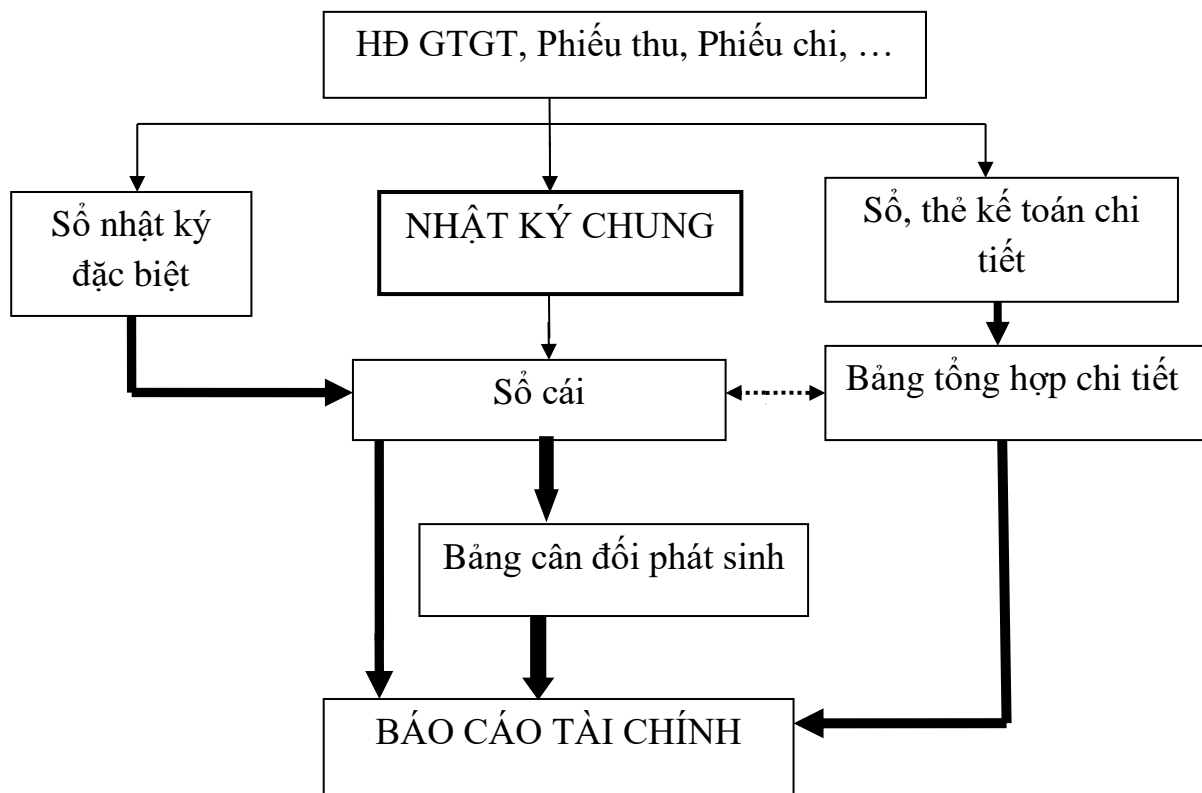 HĐ GTGT, Phiếu thu, Phiếu chi, …
Sổ nhật ký
đặc biệt
NHẬT KÝ CHUNG
Sổ, thẻ kế toán chi
tiết
Sổ cái
Bảng tổng hợp chi tiết
Bảng cân đối phát sinh
BÁO CÁO TÀI CHÍNH